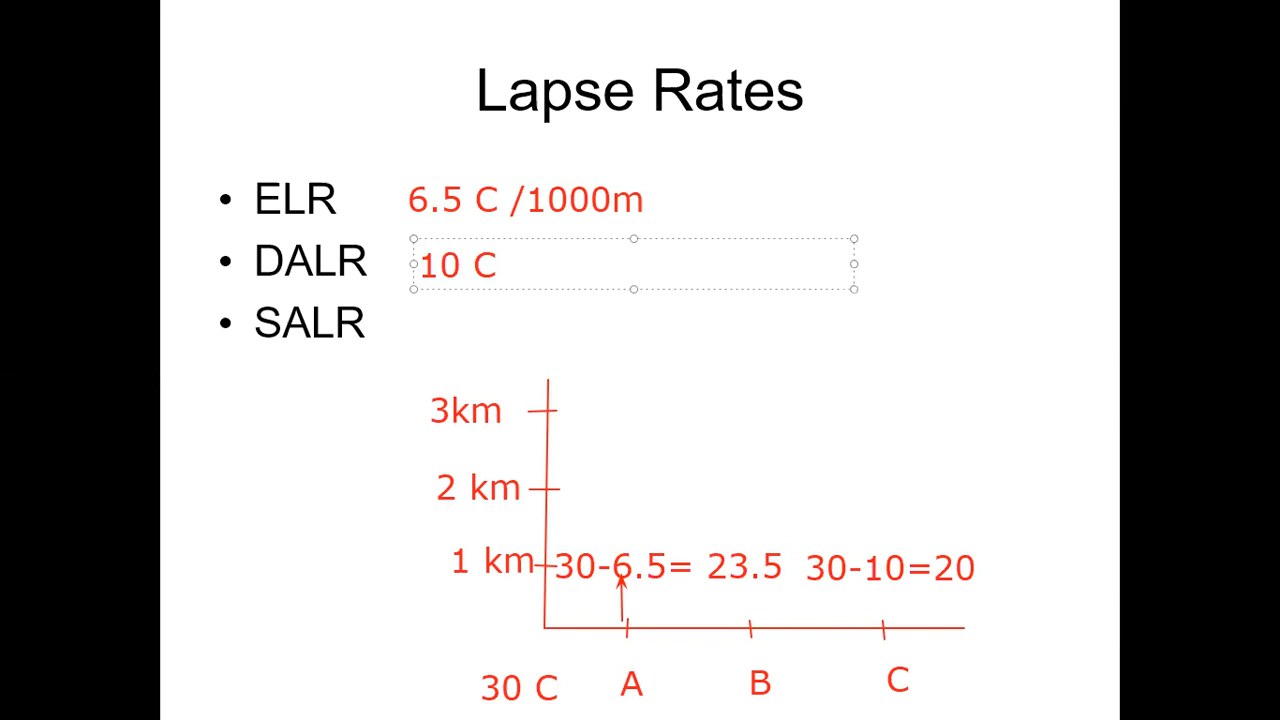 Lapse Rates
• ELR 6.5 C /1000m
• DALR 10 C
• SALR
3km
2 km
1 km 30-6.5= 23.5 30-10=20
30 C A B C